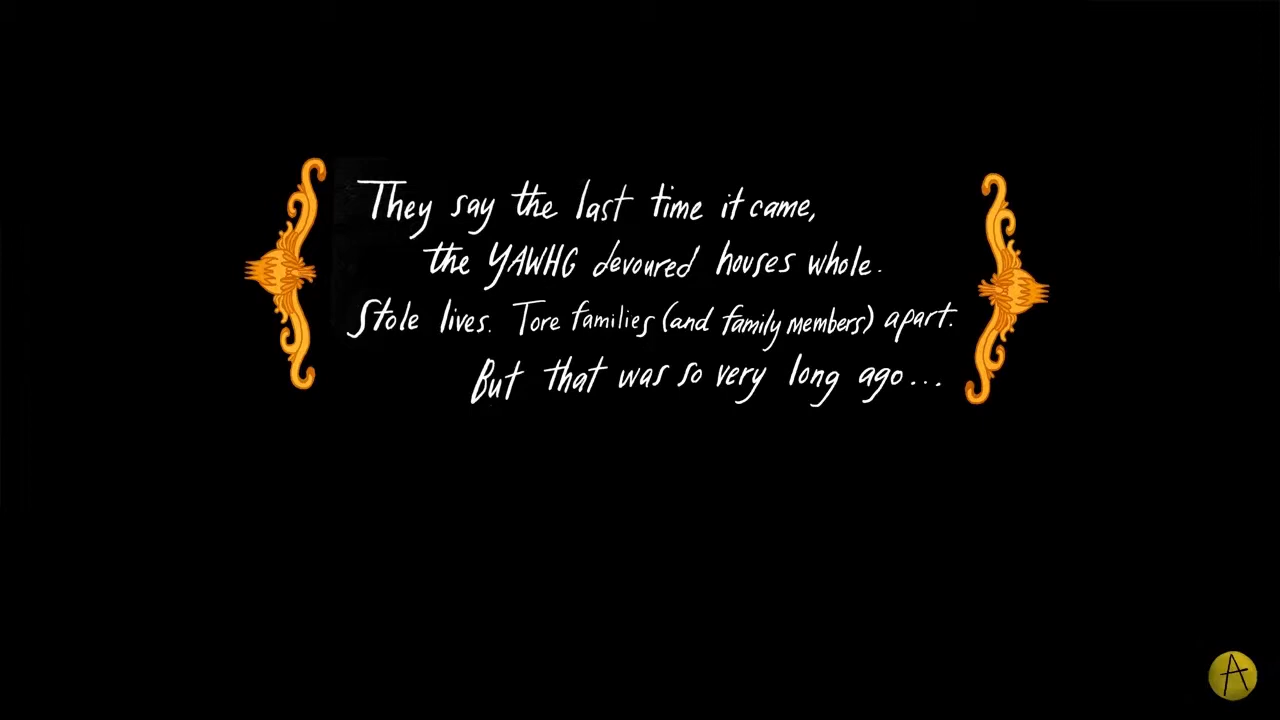 They say the last time it came,
the YAWHG devoured houses whole.
Stole lives. Tore families (and family members) apart.
But that was so very long ago...
A